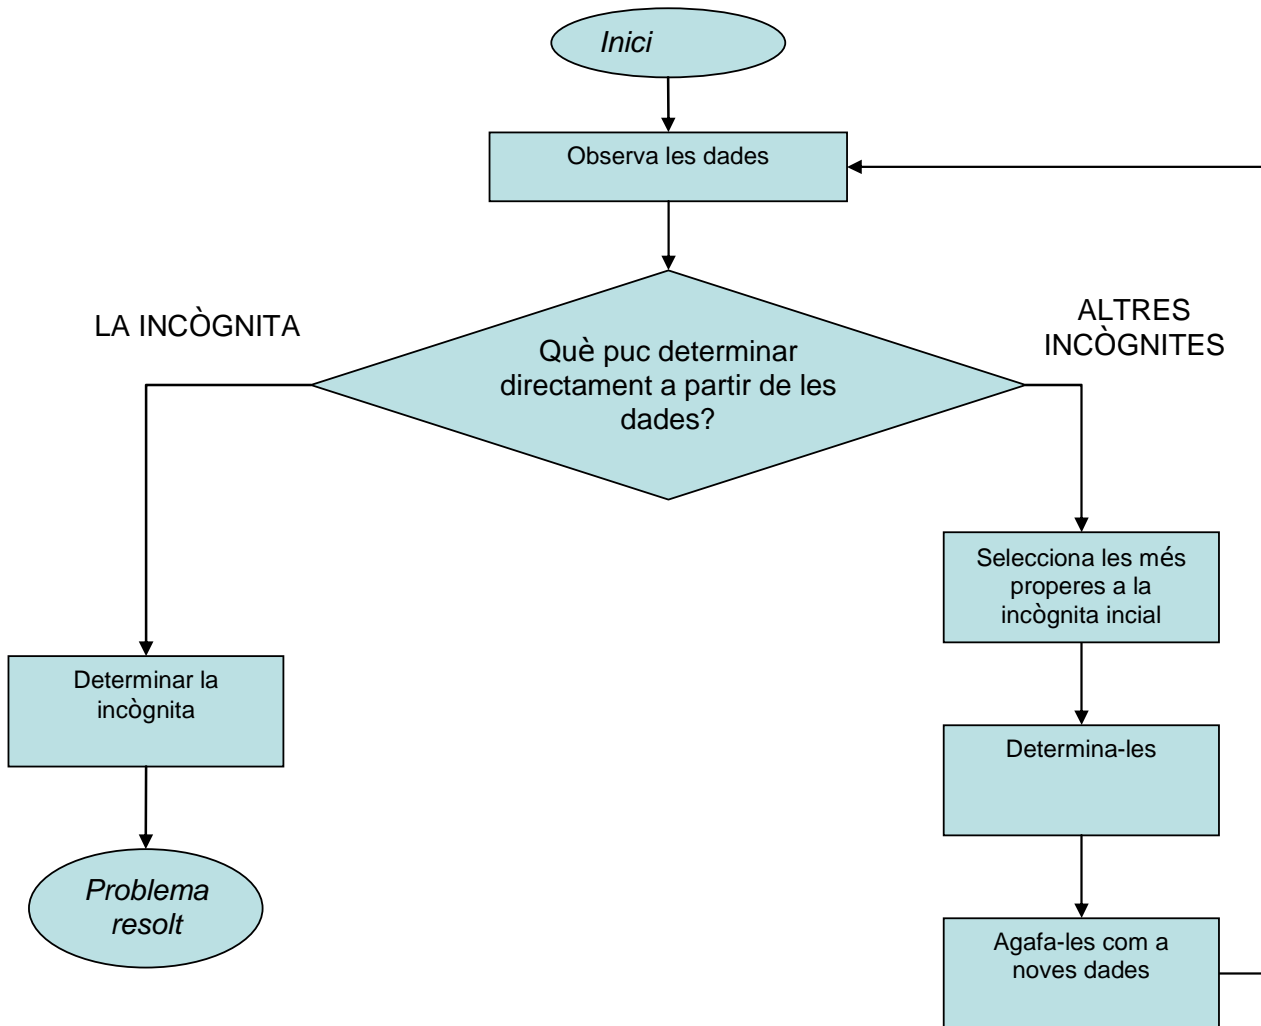 Inici
Observa les dades
LA INCÒGNITA
ALTRES
INCÒGNITES
Què puc determinar
directament a partir de les
dades?
Selecciona les més
properes a la
incògnita incial
Determinar la
incògnita
Determina-les
Problema
resolt
Agafa-les com a
noves dades